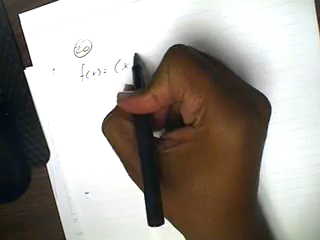 20
f(x) = (x